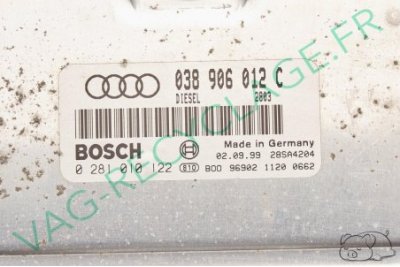 038 906 012 C
DIESEL 2003
BOSCH
Made in Germany
02.09.99 28SA4204
0 281 010 122 810 800 96902 1120 0662
VAG-RECYCLAGE.FR